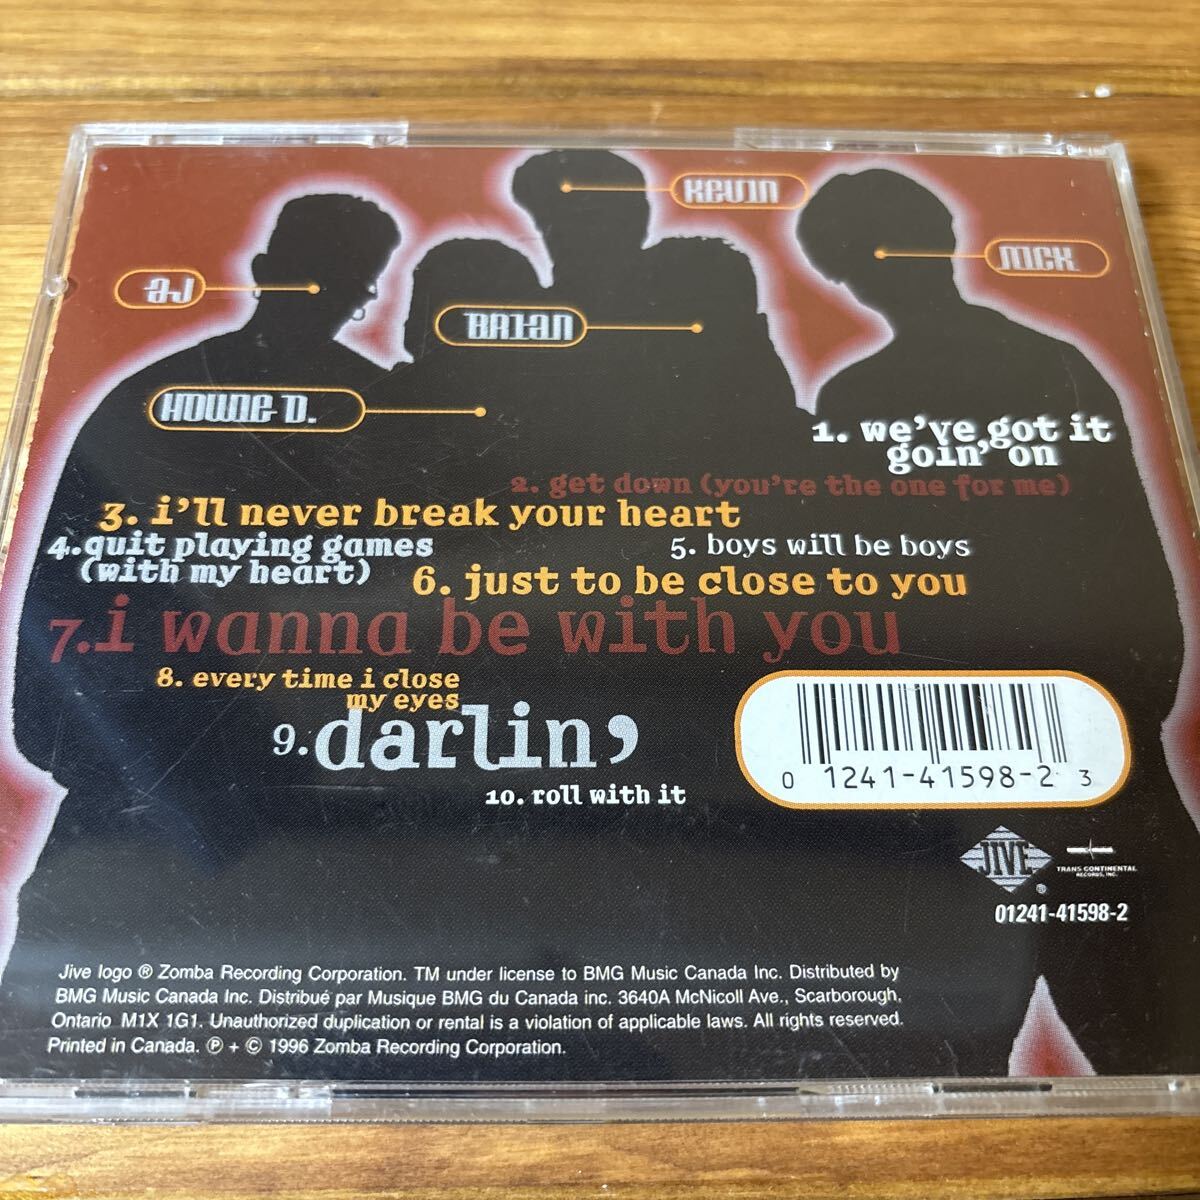 Kevin
Nick
AJ
Brian
Howie D.
1. we've got it
goin' on
2. get down (you're the one for me)
3. i'll never break your heart
4. quit playing games
(with my heart)
5. boys will be boys
6. just to be close to you
7. i wanna be with you
8. every time i close
my eyes
9. darlin'
10. roll with it
0 1241-41598-2 3
JIVE
®
TRANS CONTINENTAL
RECORDS, INC.
01241-41598-2
Jive logo ® Zomba Recording Corporation. TM under license to BMG Music Canada Inc. Distributed by
BMG Music Canada Inc. Distribué par Musique BMG du Canada inc. 3640A McNicoll Ave., Scarborough,
Ontario M1X 1G1. Unauthorized duplication or rental is a violation of applicable laws. All rights reserved.
Printed in Canada. ℗ + © 1996 Zomba Recording Corporation.